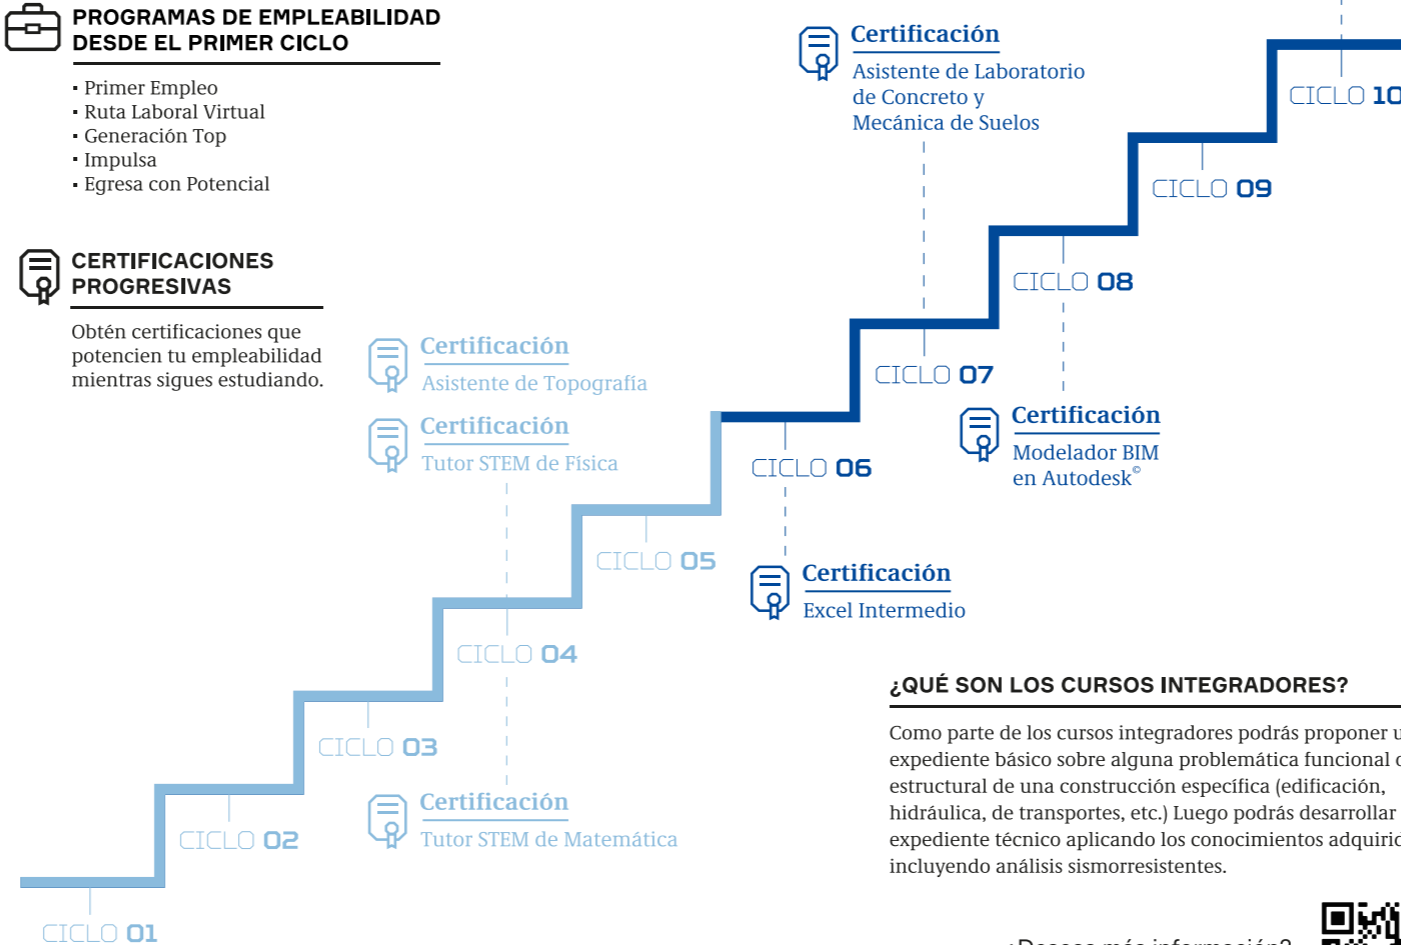 PROGRAMAS DE EMPLEABILIDAD
DESDE EL PRIMER CICLO
▪ Primer Empleo
▪ Ruta Laboral Virtual
▪ Generación Top
▪ Impulsa
▪ Egresa con Potencial
CERTIFICACIONES
PROGRESIVAS
Obtén certificaciones que
potencien tu empleabilidad
mientras sigues estudiando.
Certificación
Asistente de Topografía
Certificación
Tutor STEM de Física
Certificación
Asistente de Laboratorio
de Concreto y
Mecánica de Suelos
CICLO 10
CICLO 09
CICLO 08
CICLO 07
Certificación
Modelador BIM
en Autodesk©
CICLO 06
CICLO 05
Certificación
Excel Intermedio
CICLO 04
CICLO 03
Certificación
Tutor STEM de Matemática
CICLO 02
CICLO 01
¿QUÉ SON LOS CURSOS INTEGRADORES?
Como parte de los cursos integradores podrás proponer
expediente básico sobre alguna problemática funcional
estructural de una construcción específica (edificación,
hidráulica, de transportes, etc.) Luego podrás desarrollar
expediente técnico aplicando los conocimientos
incluyendo análisis sismorresistentes.
más información?